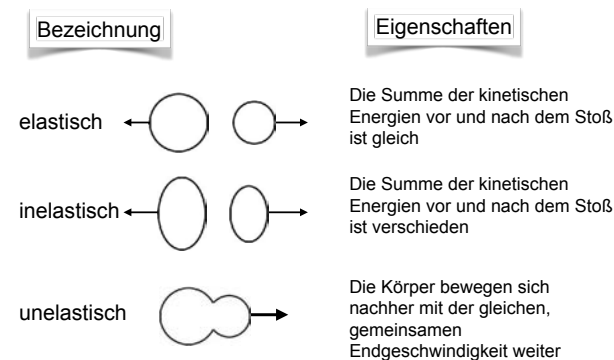 Bezeichnung
Eigenschaften
elastisch
Die Summe der kinetischen
Energien vor und nach dem Stoß
ist gleich
inelastisch
Die Summe der kinetischen
Energien vor und nach dem Stoß
ist verschieden
unelastisch
Die Körper bewegen sich
nachher mit der gleichen,
gemeinsamen
Endgeschwindigkeit weiter